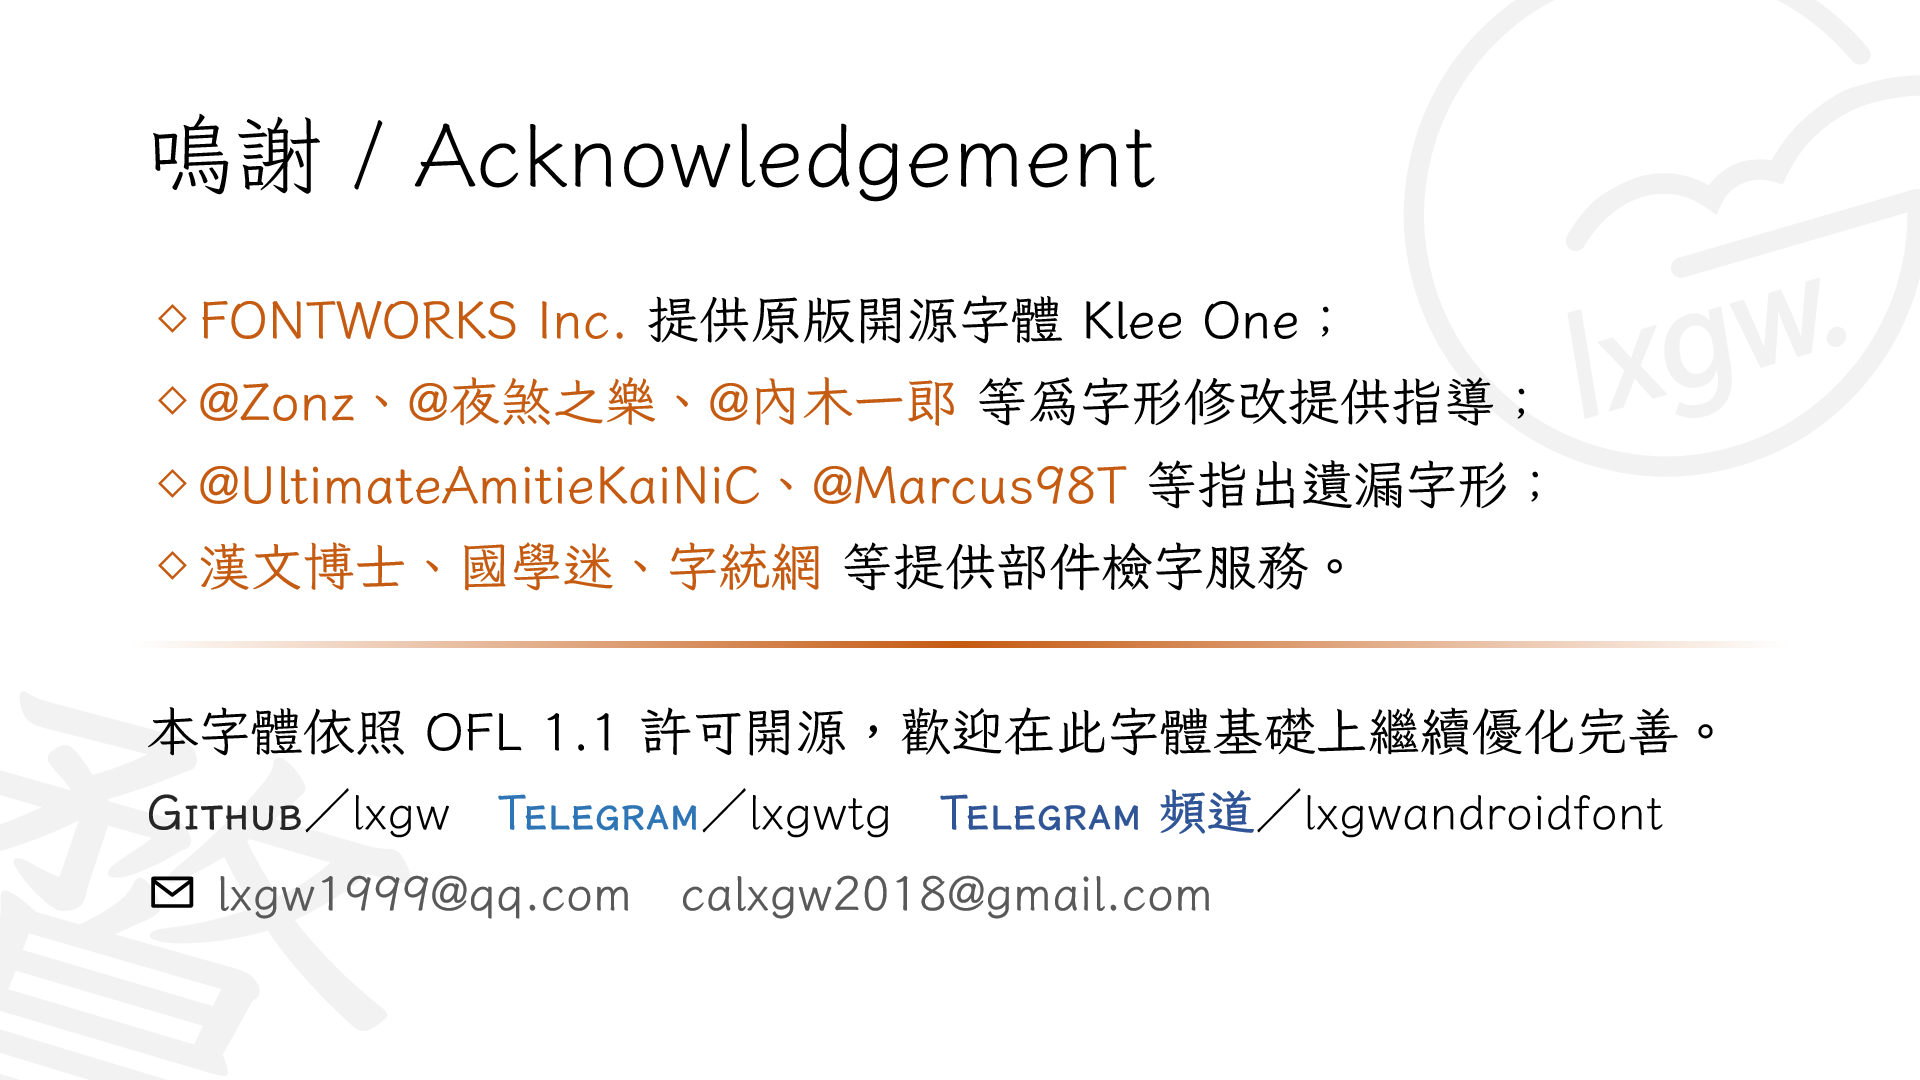 鳴謝 / Acknowledgement
lxgw.
◇FONTWORKS Inc. 提供原版開源字體 Klee One；
◇@Zonz、@夜煞之樂、@內木一郎 等爲字形修改提供指導；
◇@UltimateAmitieKaiNiC、@Marcus98T 等指出遺漏字形；
◇漢文博士、國學迷、字統網 等提供部件檢字服務。
本字體依照 OFL 1.1 許可開源，歡迎在此字體基礎上繼續優化完善。
GITHUB／lxgw TELEGRAM／lxgwtg TELEGRAM 頻道／lxgwandroidfont
lxgw1999@qq.com calxgw2018@gmail.com